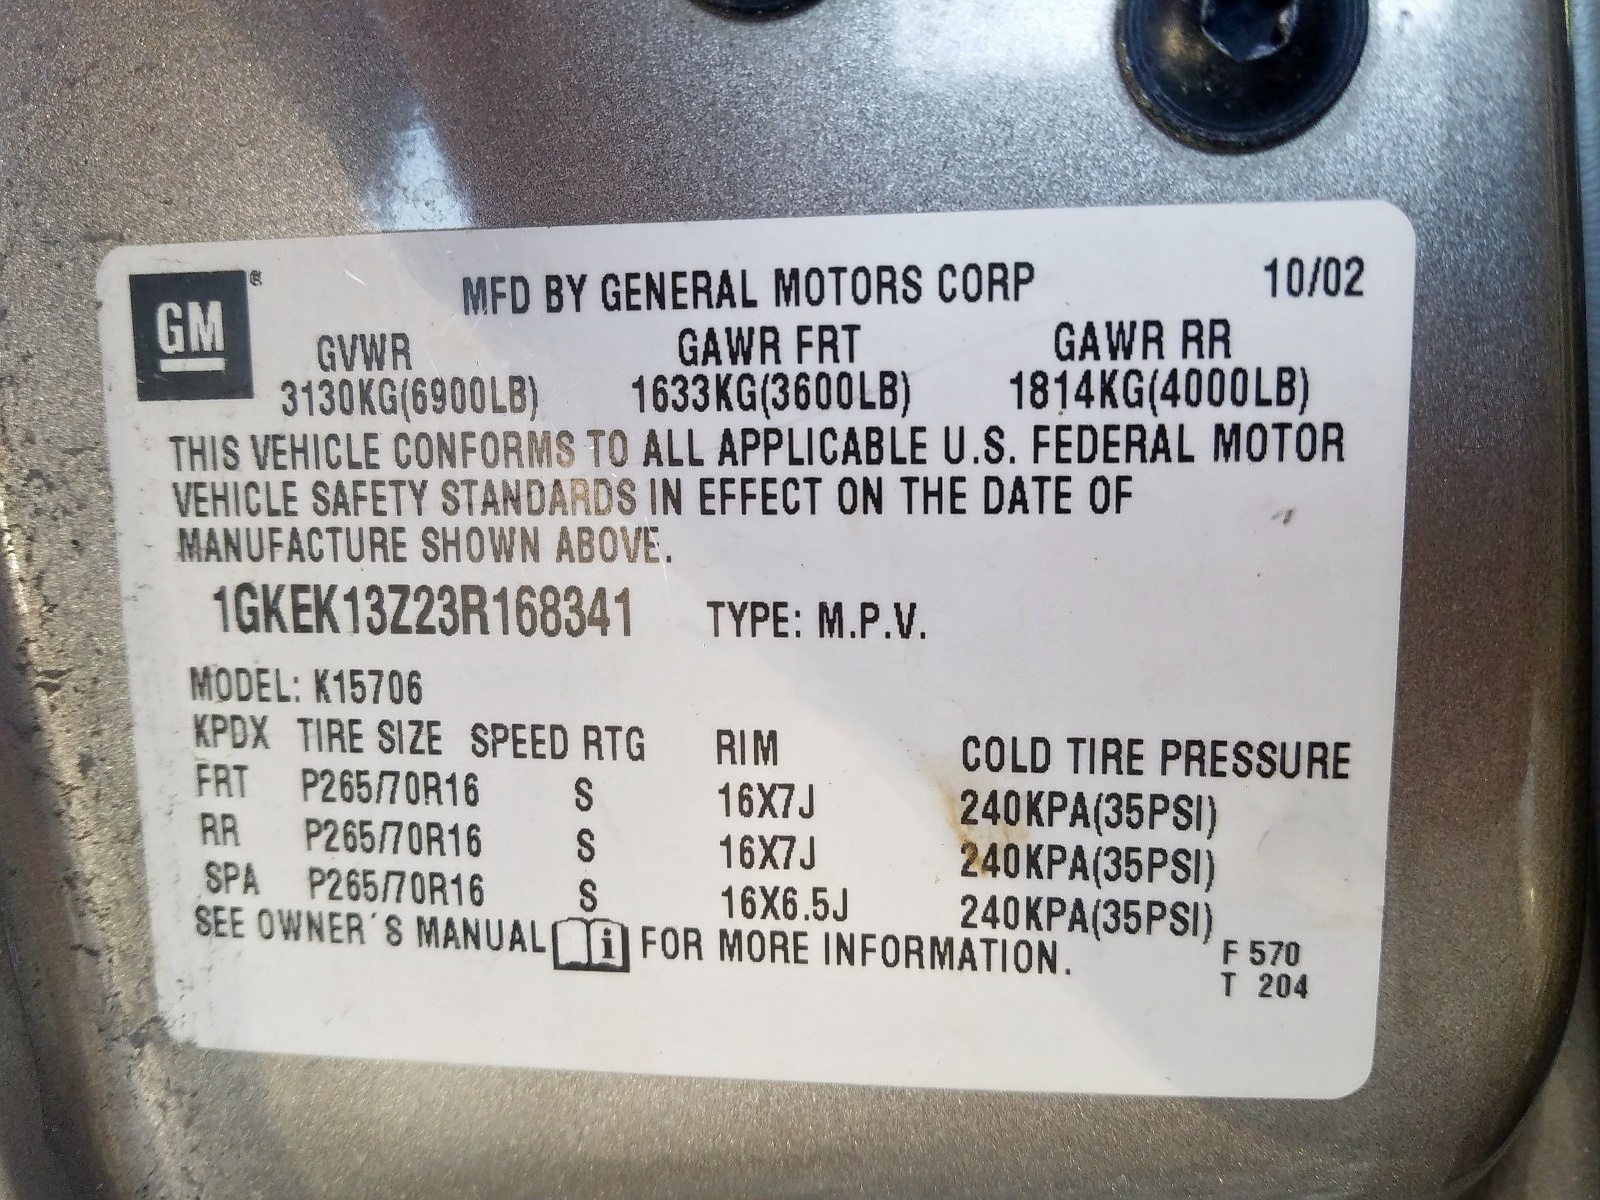 GM ®
MFD BY GENERAL MOTORS CORP 10/02
GVWR GAWR FRT GAWR RR
3130KG(6900LB) 1633KG(3600LB) 1814KG(4000LB)
THIS VEHICLE CONFORMS TO ALL APPLICABLE U.S. FEDERAL MOTOR
VEHICLE SAFETY STANDARDS IN EFFECT ON THE DATE OF
MANUFACTURE SHOWN ABOVE.
1GKEK13Z23R168341 TYPE: M.P.V.
MODEL: K15706
KPDX TIRE SIZE SPEED RTG RIM COLD TIRE PRESSURE
FRT P265/70R16 S 16X7J 240KPA(35PSI)
RR P265/70R16 S 16X7J 240KPA(35PSI)
SPA P265/70R16 S 16X6.5J 240KPA(35PSI)
SEE OWNER´S MANUAL i FOR MORE INFORMATION.
F 570
T 204